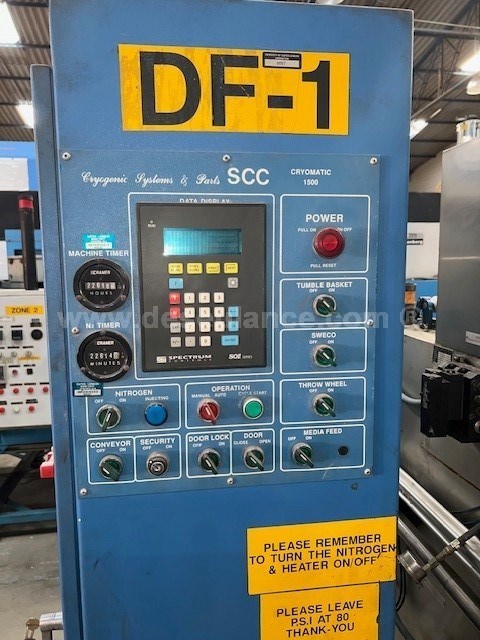 DF-1
Cryogenic Systems & Parts SCC
CRYOMATIC
1500
DATA DISPLAY
POWER
PULL ON
PULL RESET
MACHINE TIMER
CRAMER
HOURS
N2 TIMER
CRAMER
22614
MINUTES
SPECTRUM
CONTROLS
SERIES
TUMBLE BASKET
OFF ON
SWECO
OFF ON
THROW WHEEL
OFF ON
NITROGEN
OFF ON INJECTING
OPERATION
MANUAL AUTO CYCLE START
CONVEYOR
OFF ON
SECURITY
OFF ON
DOOR LOCK
OFF ON
DOOR
CLOSE OPEN
MEDIA FEED
OFF ON
ZONE 2
PLEASE REMEMBER
TO TURN THE NITROGEN
& HEATER ON/OFF
PLEASE LEAVE
P.S.I AT 80
THANK-YOU